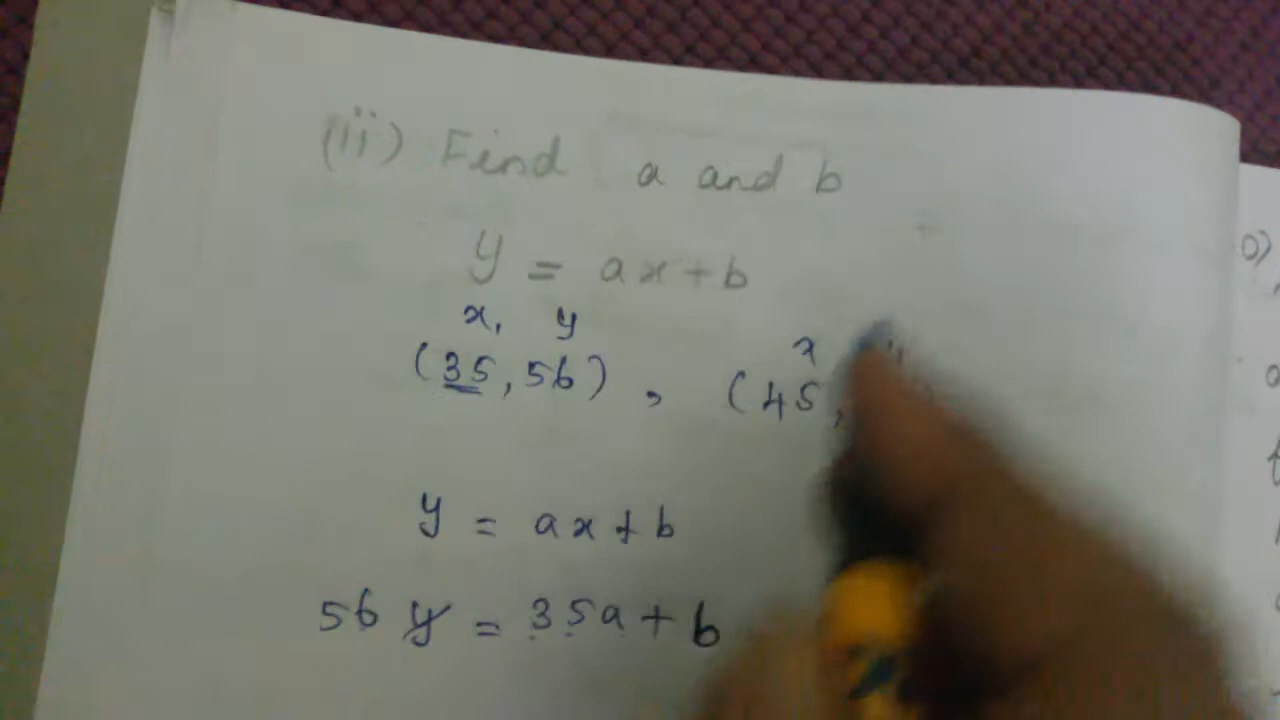 (ii) Find a and b
y = ax+b
x, y x
(35,56) , (45,
y = ax+b
56 y = 35a+b